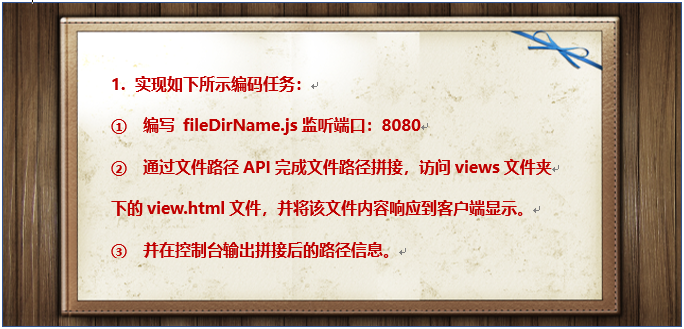 1. 实现如下所示编码任务：
① 编写 fileDirName.js 监听端口：8080
② 通过文件路径 API 完成文件路径拼接，访问 views 文件夹
下的 view.html 文件，并将该文件内容响应到客户端显示。
③ 并在控制台输出拼接后的路径信息。